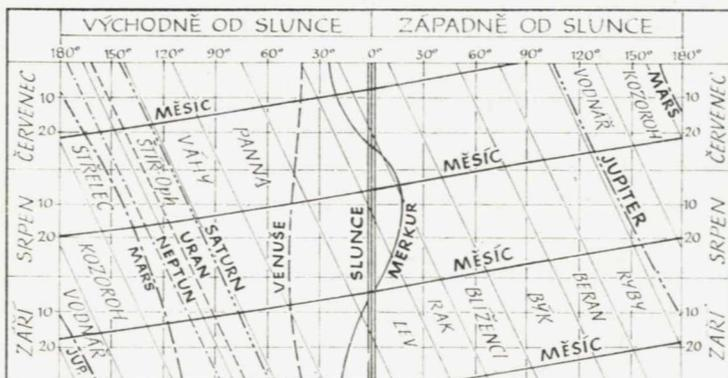 VÝCHODNĚ OD SLUNCE ZÁPADNĚ OD SLUNCE
180° 150° 120° 90° 60° 30° 0° 30° 60° 90° 120° 150° 180°
ČERVENEC
10
20
SRPEN
10
20
ZÁŘÍ
10
20
MĚSÍC
STŘELEC
ŠTÍR
Oph
VÁHY
PANNA
KOZOROH
VODNÁŘ
JUP.
MARS
NEPTUN
URAN
SATURN
VENUŠE
SLUNCE
MERKUR
MĚSÍC
MĚSÍC
MĚSÍC
LEV
RAK
BLÍŽENCI
BÝK
BERAN
RYBY
JUPITER
VODNÁŘ
KOZOROH
MARS
10
20
ČERVENEC
10
20
SRPEN
10
20
ZÁŘÍ